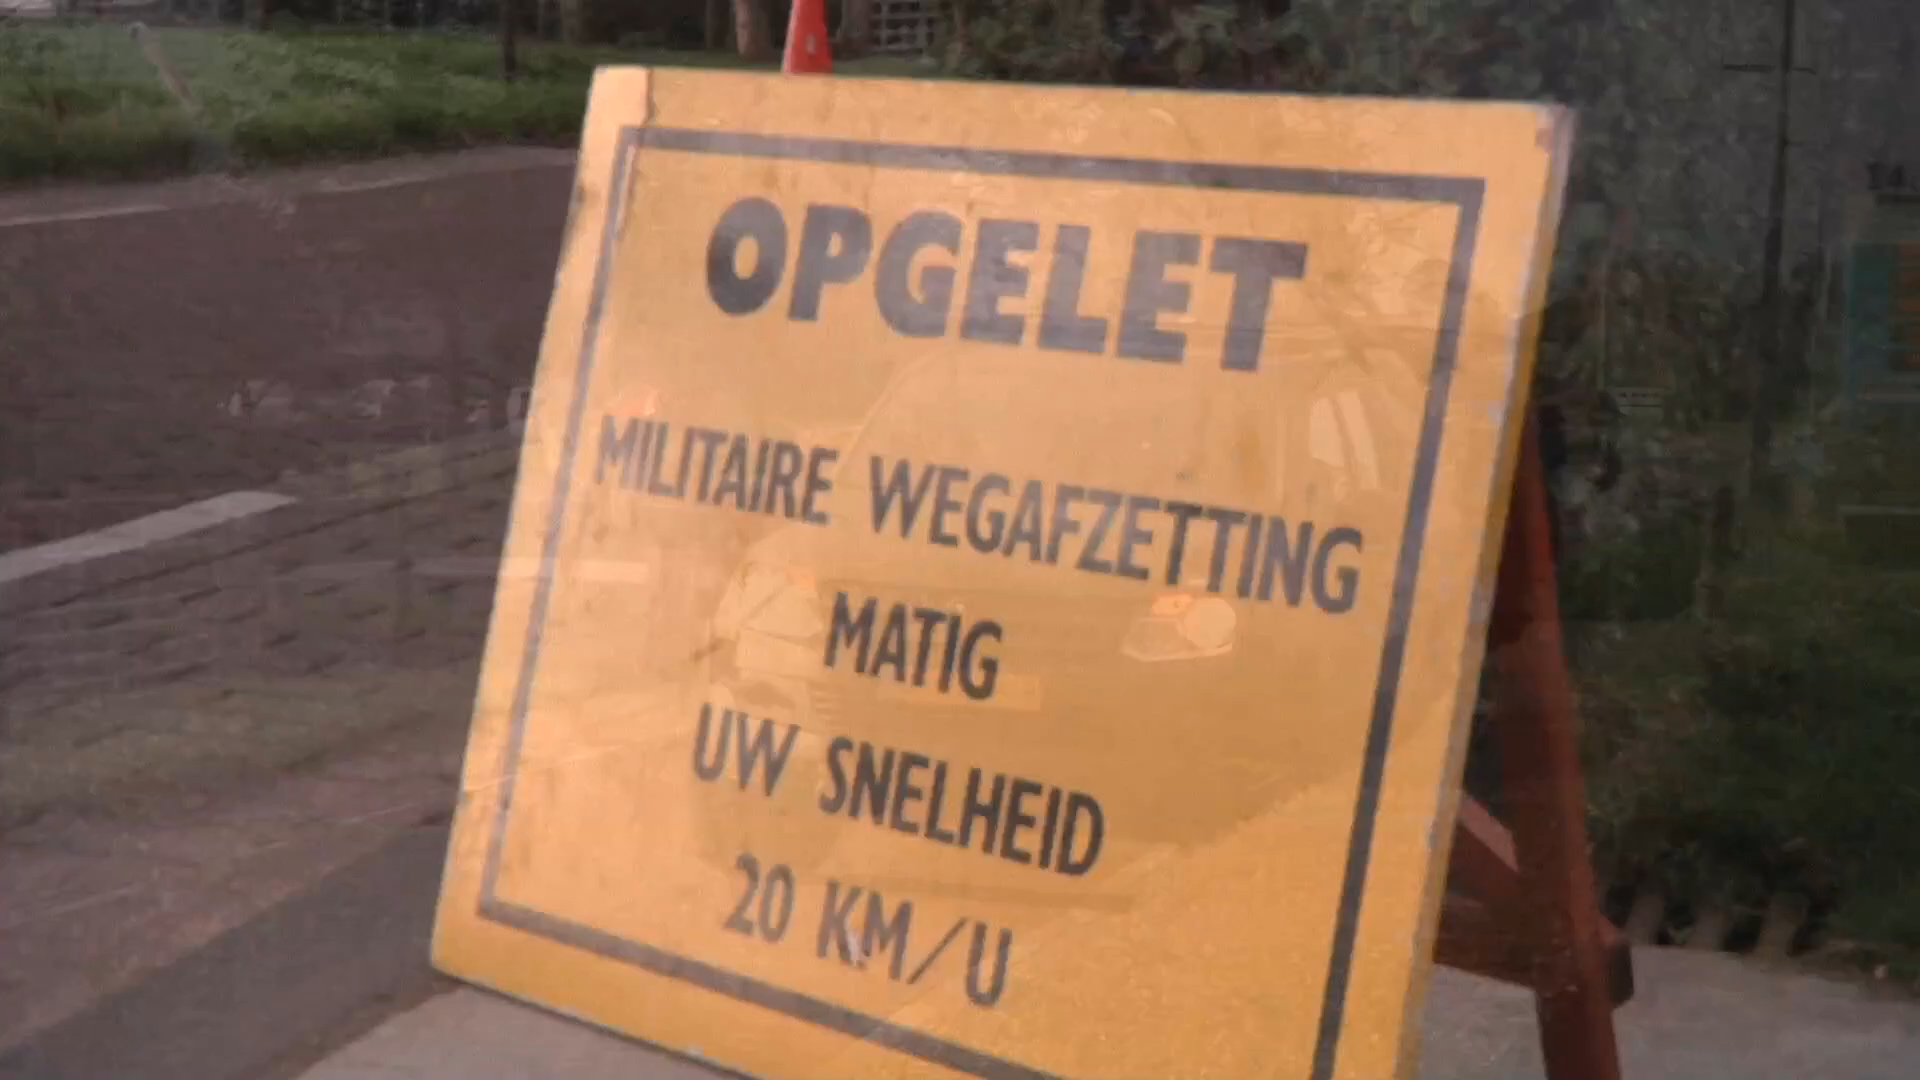 OPGELET
MILITAIRE WEGAFZETTING
MATIG
UW SNELHEID
20 KM/U